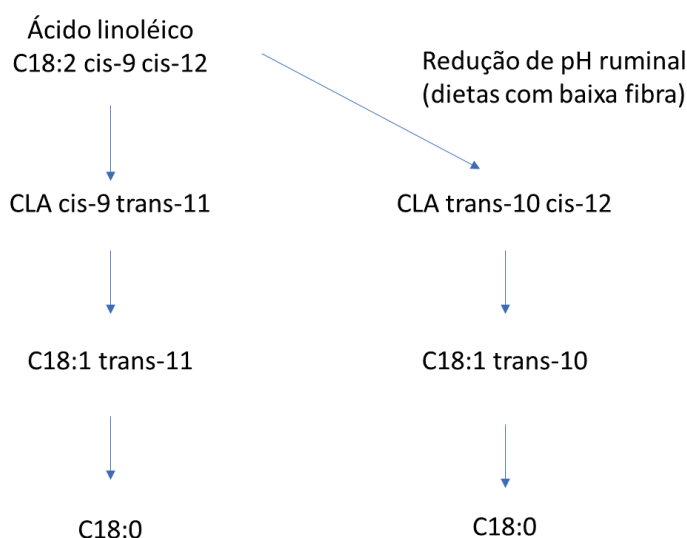 Ácido linoléico
C18:2 cis-9 cis-12
Redução de pH ruminal
(dietas com baixa fibra)
CLA cis-9 trans-11
CLA trans-10 cis-12
C18:1 trans-11
C18:1 trans-10
C18:0
C18:0